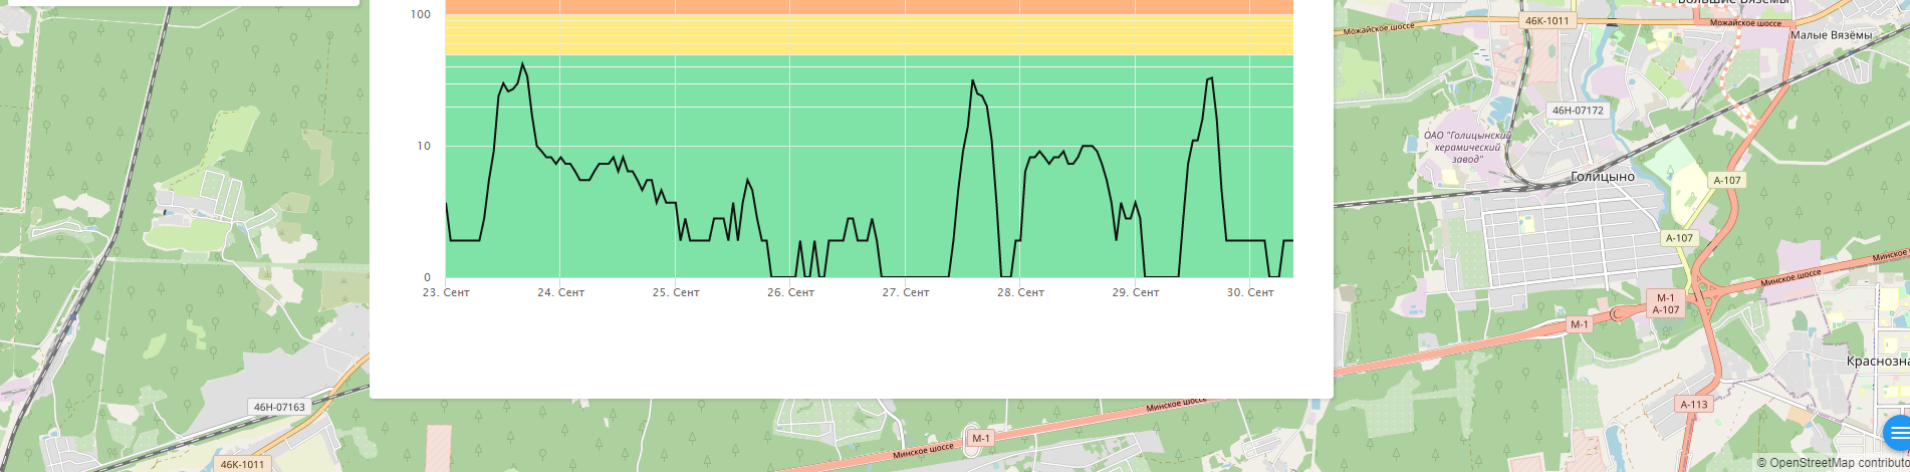 100
10
0
23. Сент
24. Сент
25. Сент
26. Сент
27. Сент
28. Сент
29. Сент
30. Сент
46Н-07163
46К-1011
Минское шоссе
М-1
Минское шоссе
Можайское шоссе
46К-1011
Большие Вязёмы
Можайское шоссе
Малые Вязёмы
46Н-07172
ОАО "Голицынский
керамический
завод"
Голицыно
А-107
А-107
Минское шоссе
Минское
М-1
А-107
М-1
Краснозна
А-113
© OpenStreetMap contributo